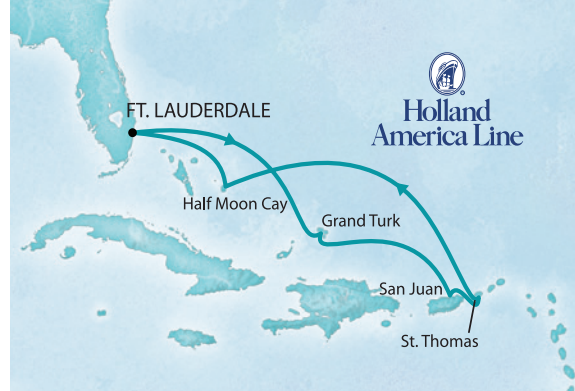 Holland
America Line
FT. LAUDERDALE
Half Moon Cay
Grand Turk
San Juan
St. Thomas